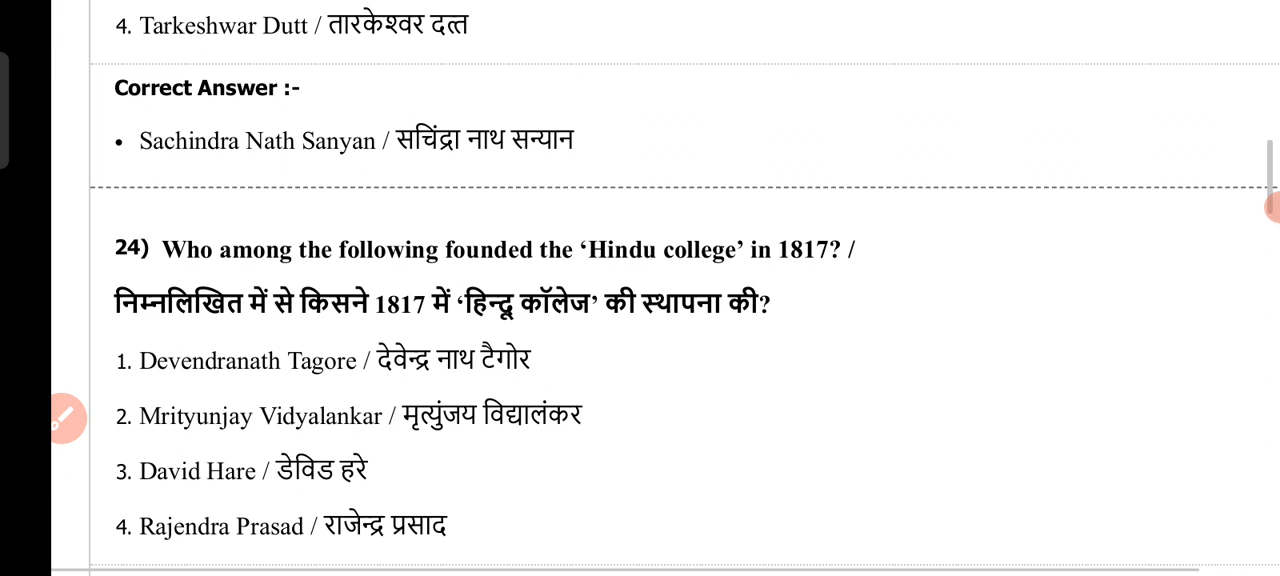 4. Tarkeshwar Dutt / तारकेश्वर दत्त
Correct Answer :-
• Sachindra Nath Sanyan / सचिंद्रा नाथ सन्यान
24) Who among the following founded the ‘Hindu college’ in 1817? /
निम्नलिखित में से किसने 1817 में ‘हिन्दू कॉलेज’ की स्थापना की?
1. Devendranath Tagore / देवेन्द्र नाथ टैगोर
2. Mrityunjay Vidyalankar / मृत्युंजय विद्यालंकर
3. David Hare / डेविड हरे
4. Rajendra Prasad / राजेन्द्र प्रसाद